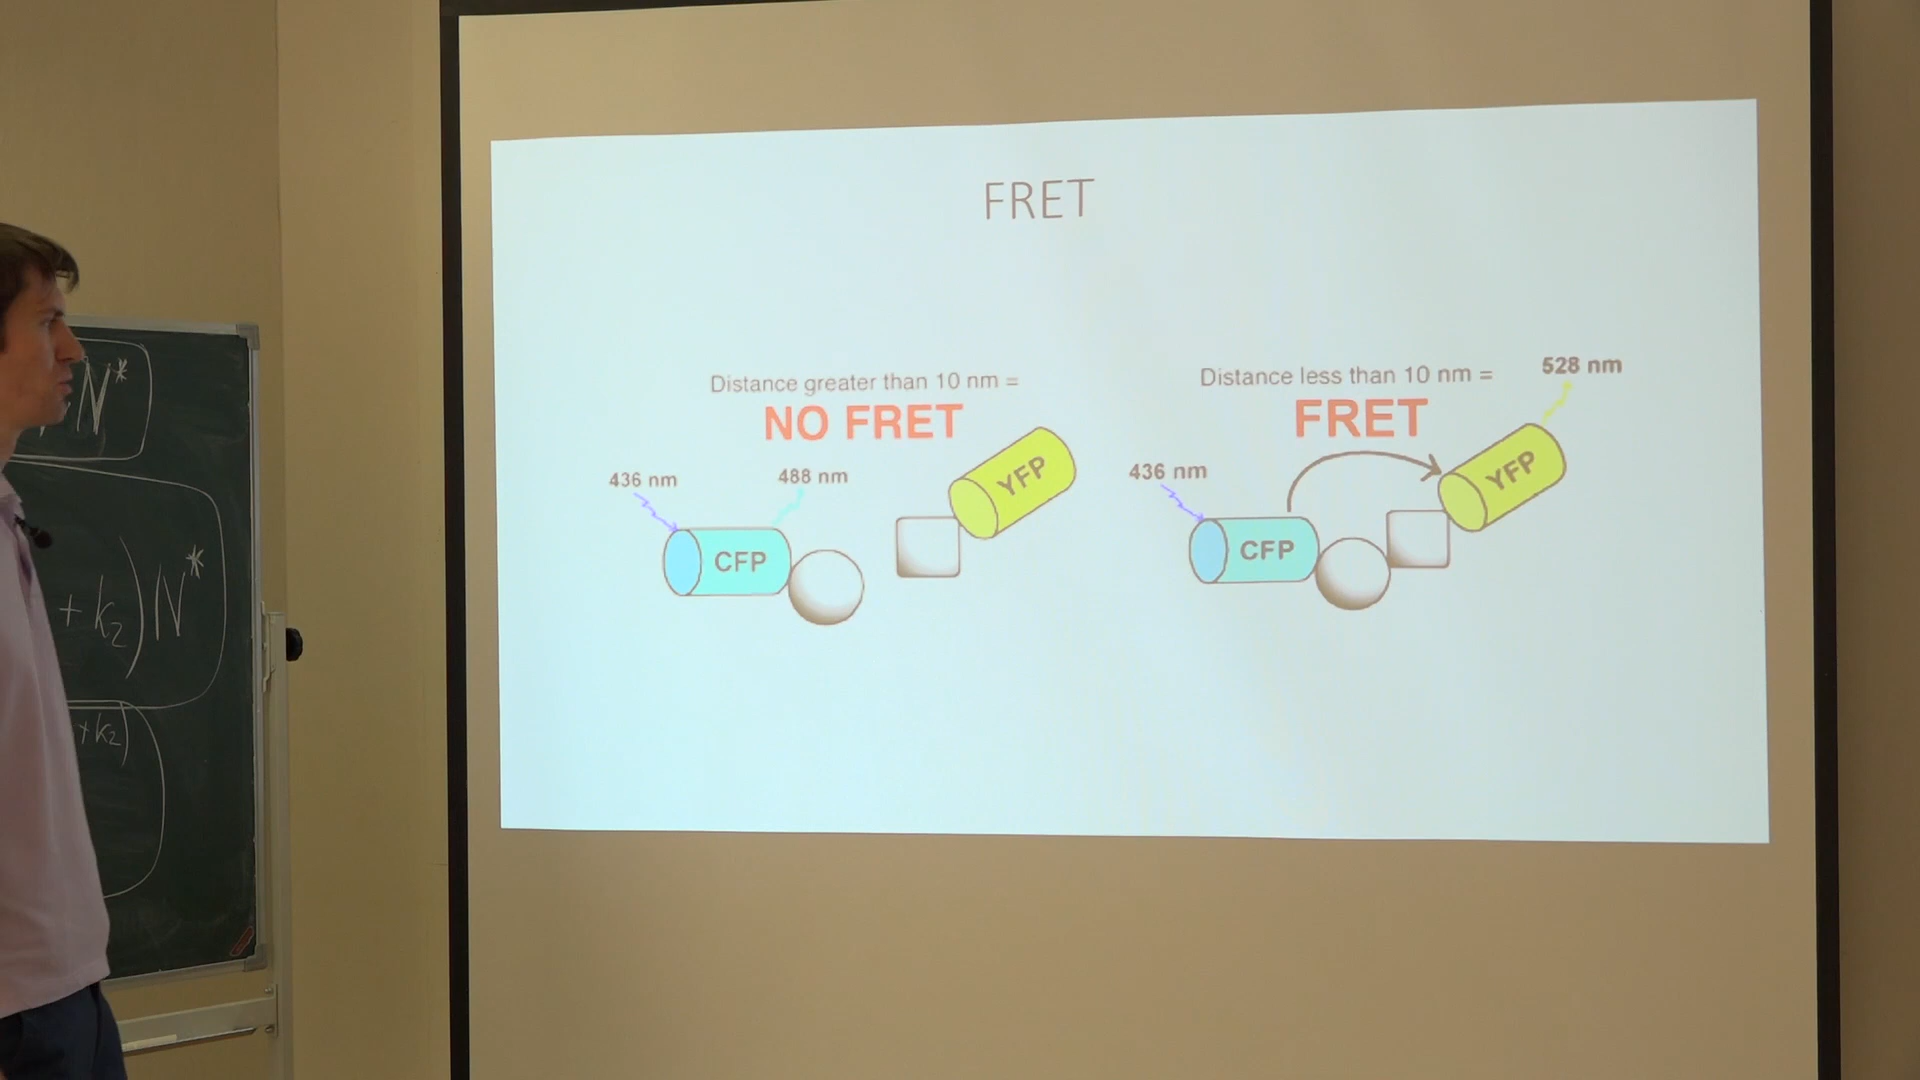 N*
+ k₂) N*
+k₂)
FRET
Distance greater than 10 nm =
NO FRET
436 nm
488 nm
CFP
YFP
Distance less than 10 nm =
FRET
528 nm
436 nm
CFP
YFP